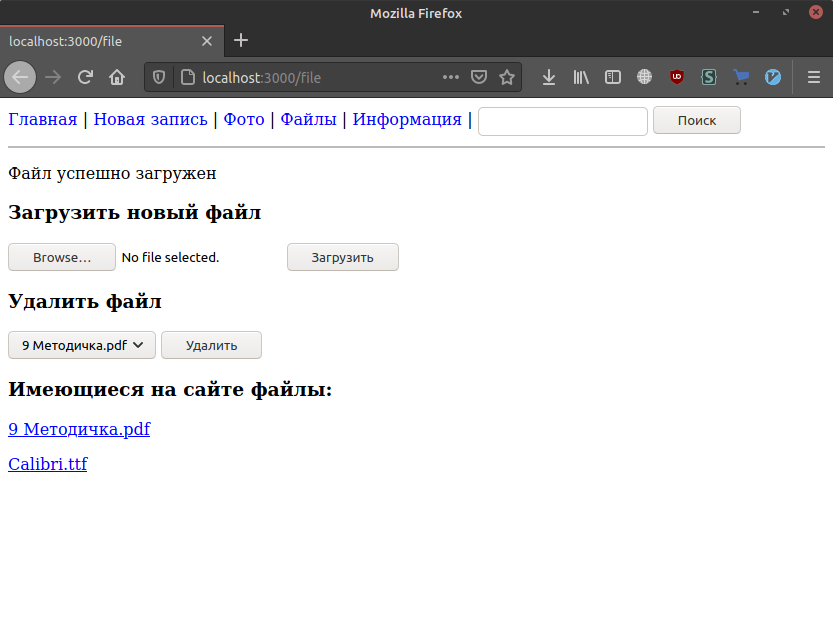 Mozilla Firefox
localhost:3000/file
localhost:3000/file
Главная | Новая запись | Фото | Файлы | Информация | Поиск
Файл успешно загружен
Загрузить новый файл
Browse... No file selected. Загрузить
Удалить файл
9 Методичка.pdf Удалить
Имеющиеся на сайте файлы:
9 Методичка.pdf
Calibri.ttf